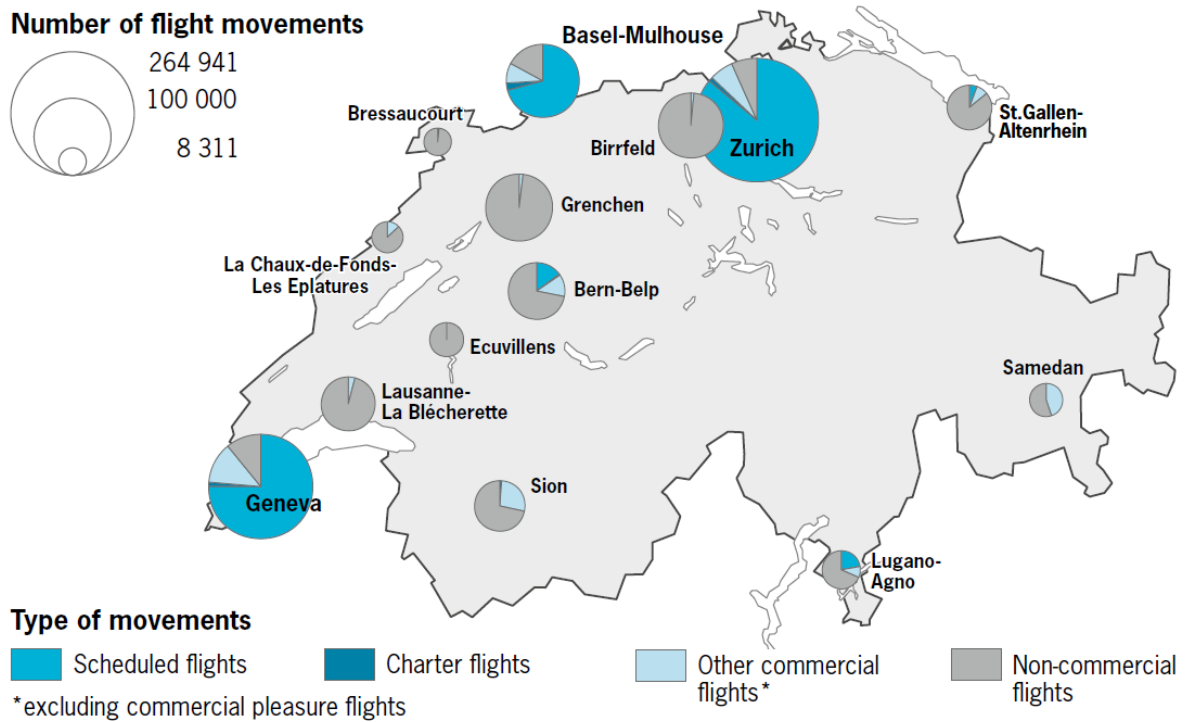 Number of flight movements
264 941
100 000
8 311
Basel-Mulhouse
Bressaucourt
St.Gallen-
Altenrhein
Birrfeld
Zurich
Grenchen
La Chaux-de-Fonds-
Les Eplatures
Bern-Belp
Ecuvillens
Samedan
Lausanne-
La Blécherette
Sion
Geneva
Lugano-
Agno
Type of movements
Scheduled flights
Charter flights
Other commercial
flights*
Non-commercial
flights
*excluding commercial pleasure flights